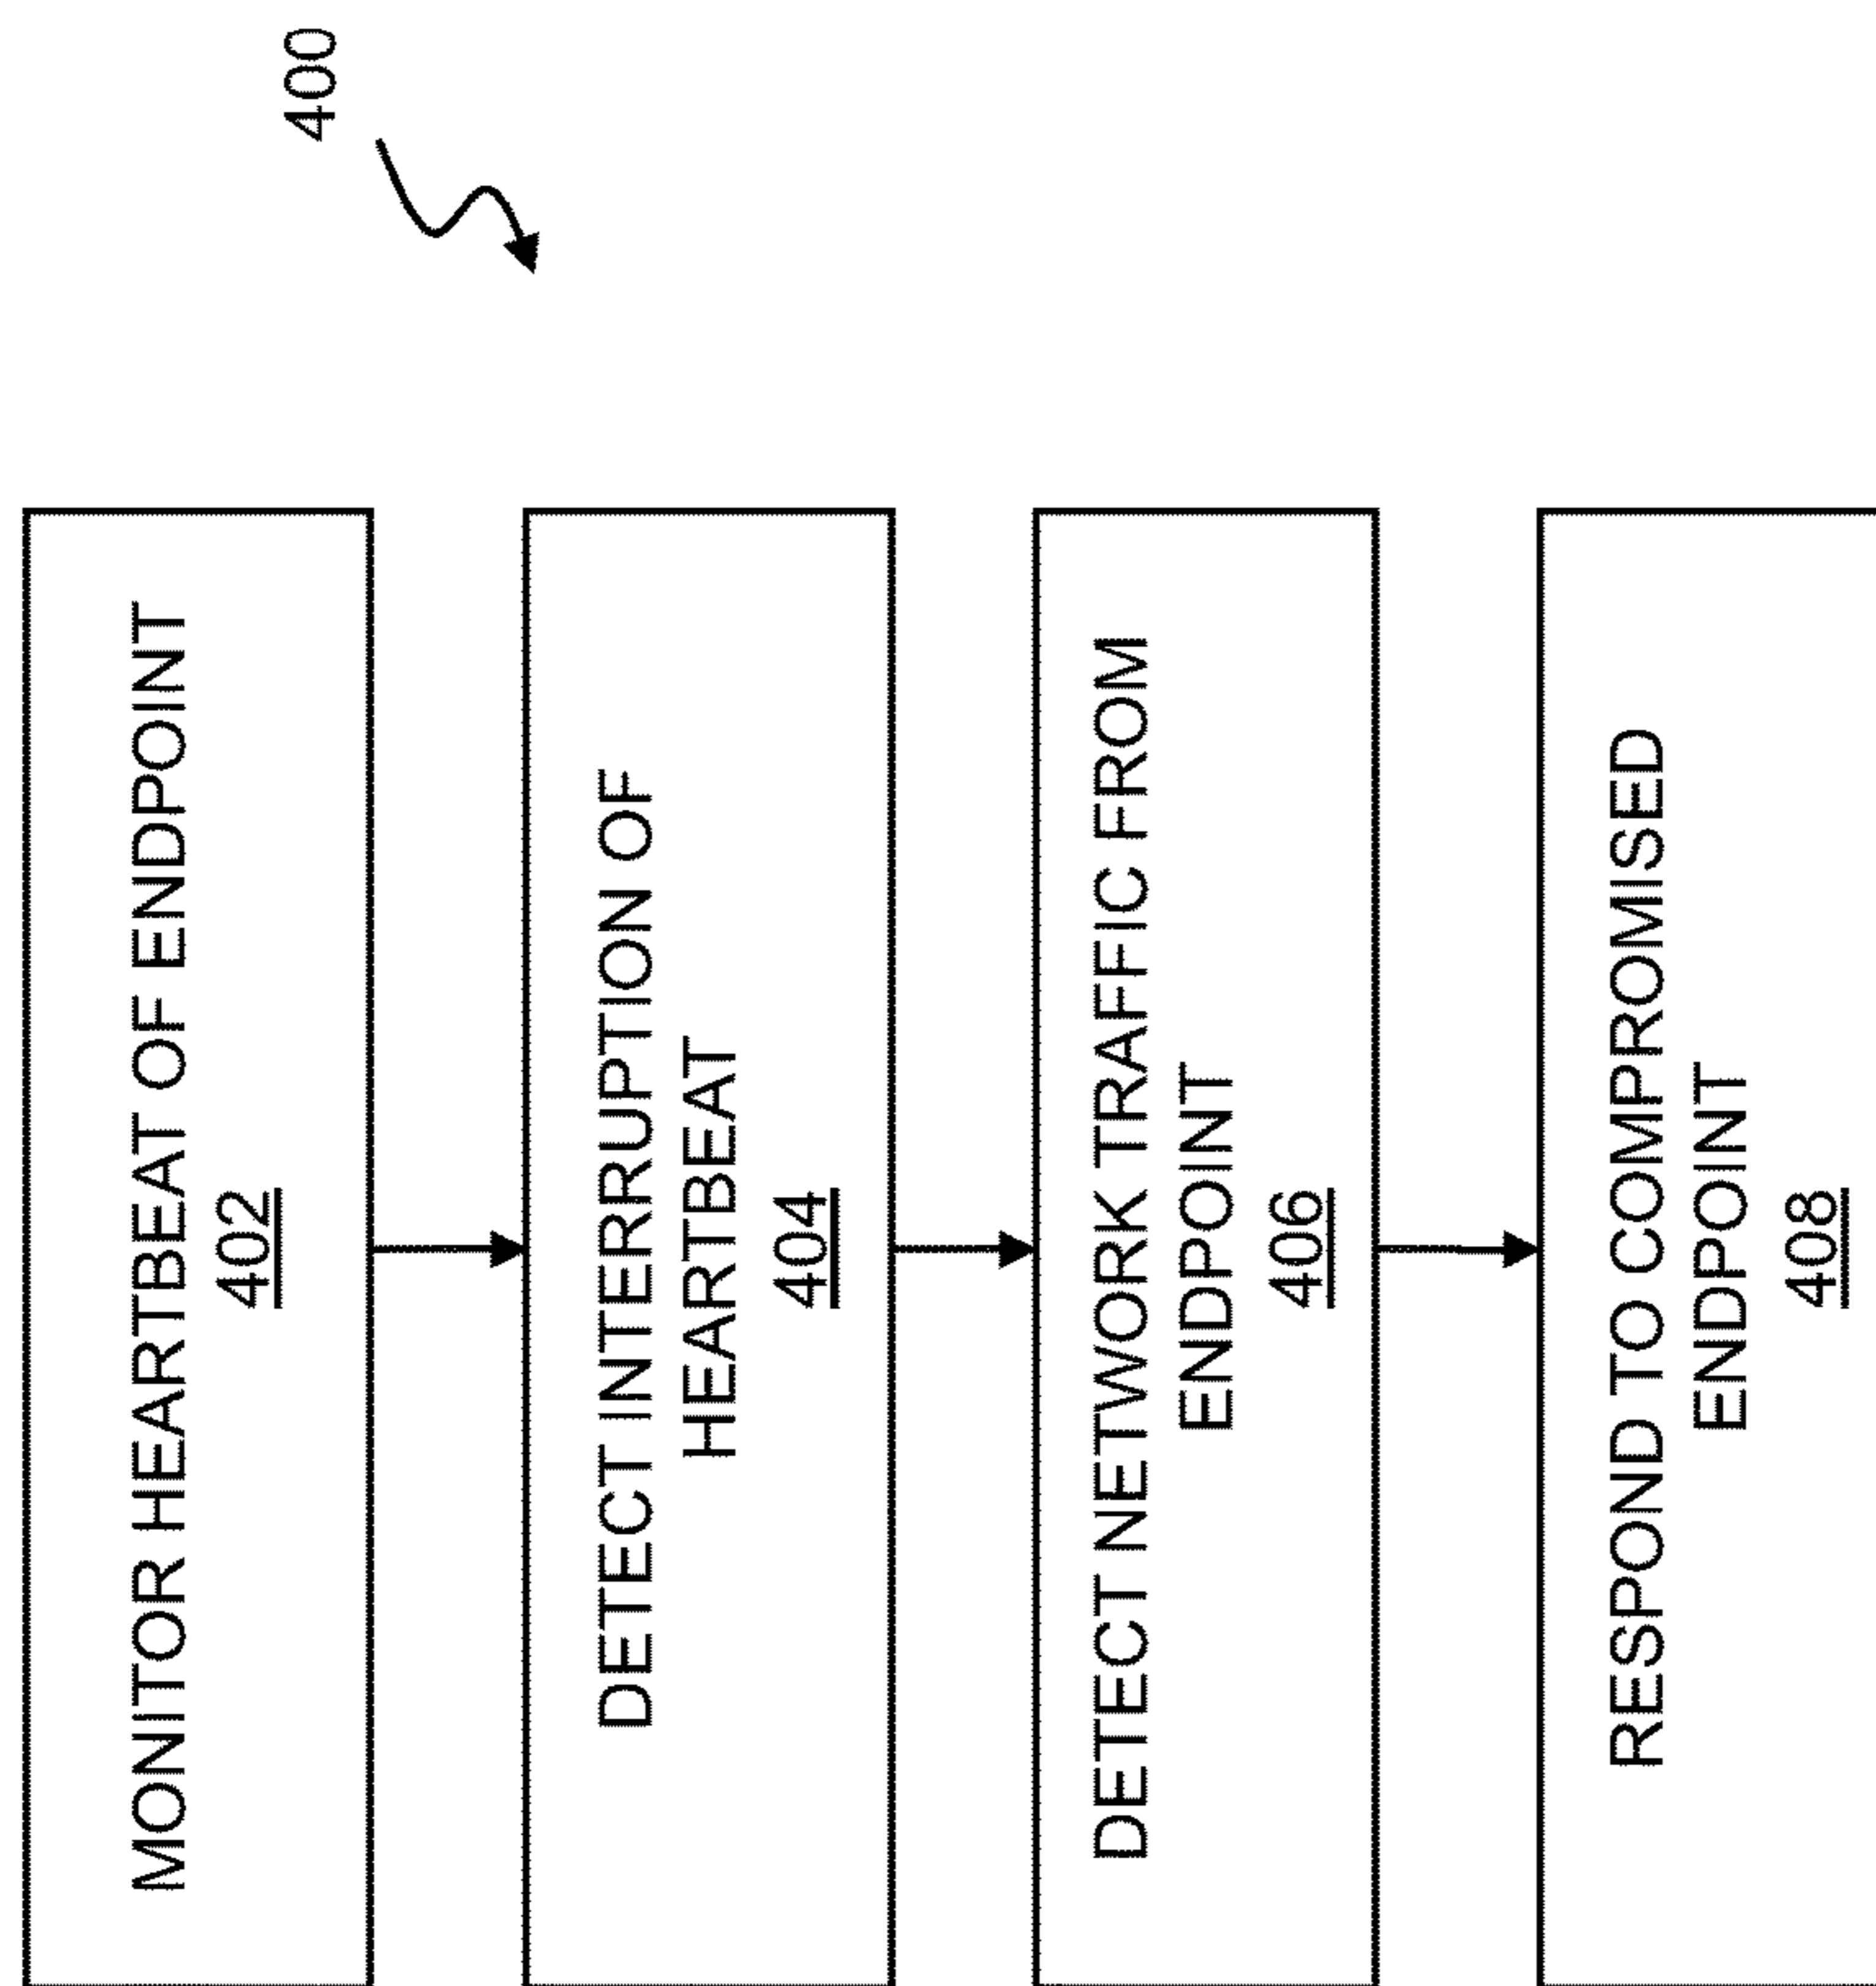 400
MONITOR HEARTBEAT OF ENDPOINT
402
DETECT INTERRUPTION OF
HEARTBEAT
404
DETECT NETWORK TRAFFIC FROM
ENDPOINT
406
RESPOND TO COMPROMISED
ENDPOINT
408